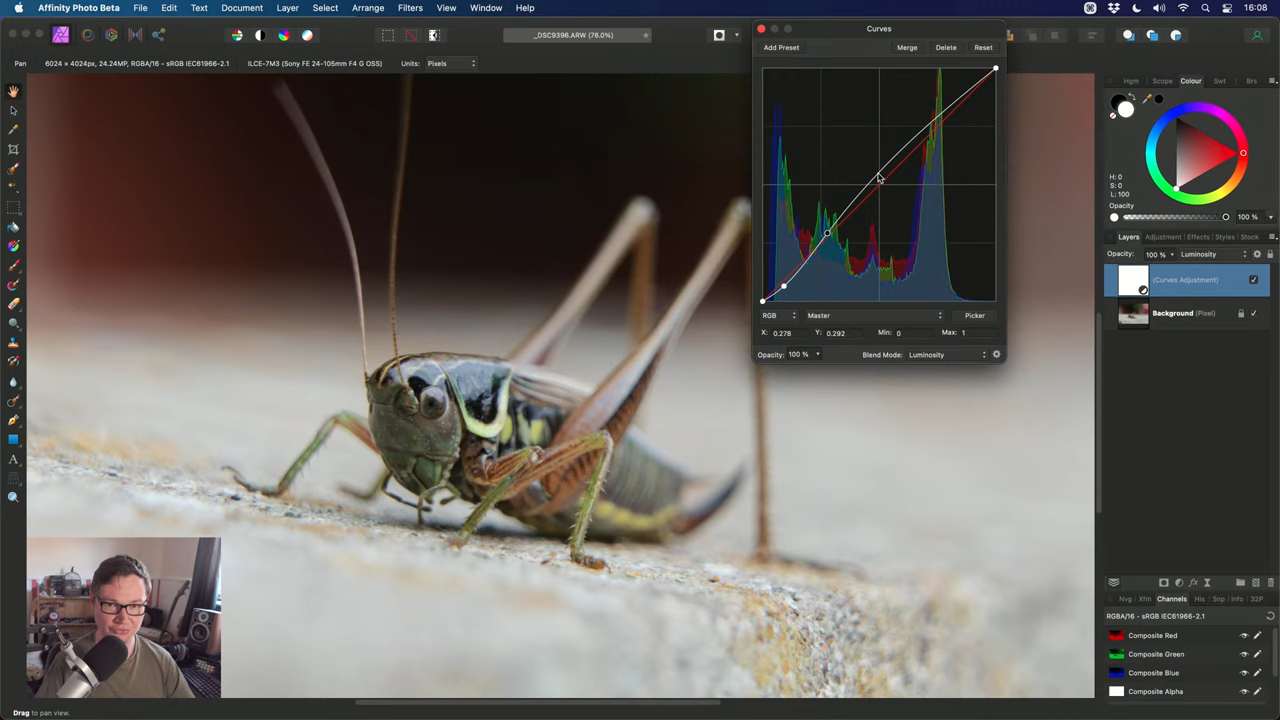 Affinity Photo Beta File Edit Text Document Layer Select Arrange Filters View Window Help 16:08
_DSC9396.ARW (76.0%)
Pan 6024 × 4024px, 24.24MP, RGBA/16 - sRGB IEC61966-2.1 ILCE-7M3 (Sony FE 24-105mm F4 G OSS) Units: Pixels
Curves
Add Preset Merge Delete Reset
RGB Master Picker
X: 0.278 Y: 0.292 Min: 0 Max: 1
Opacity: 100 % Blend Mode: Luminosity
Hgm Scope Colour Swt Brs
H: 0
S: 0
L: 100
Opacity
100 %
Layers Adjustment Effects Styles Stock
Opacity: 100 % Luminosity
(Curves Adjustment)
Background (Pixel)
Nvg Xfm Channels His Snp Info 32P
RGBA/16 - sRGB IEC61966-2.1
Composite Red
Composite Green
Composite Blue
Composite Alpha
Drag to pan view.